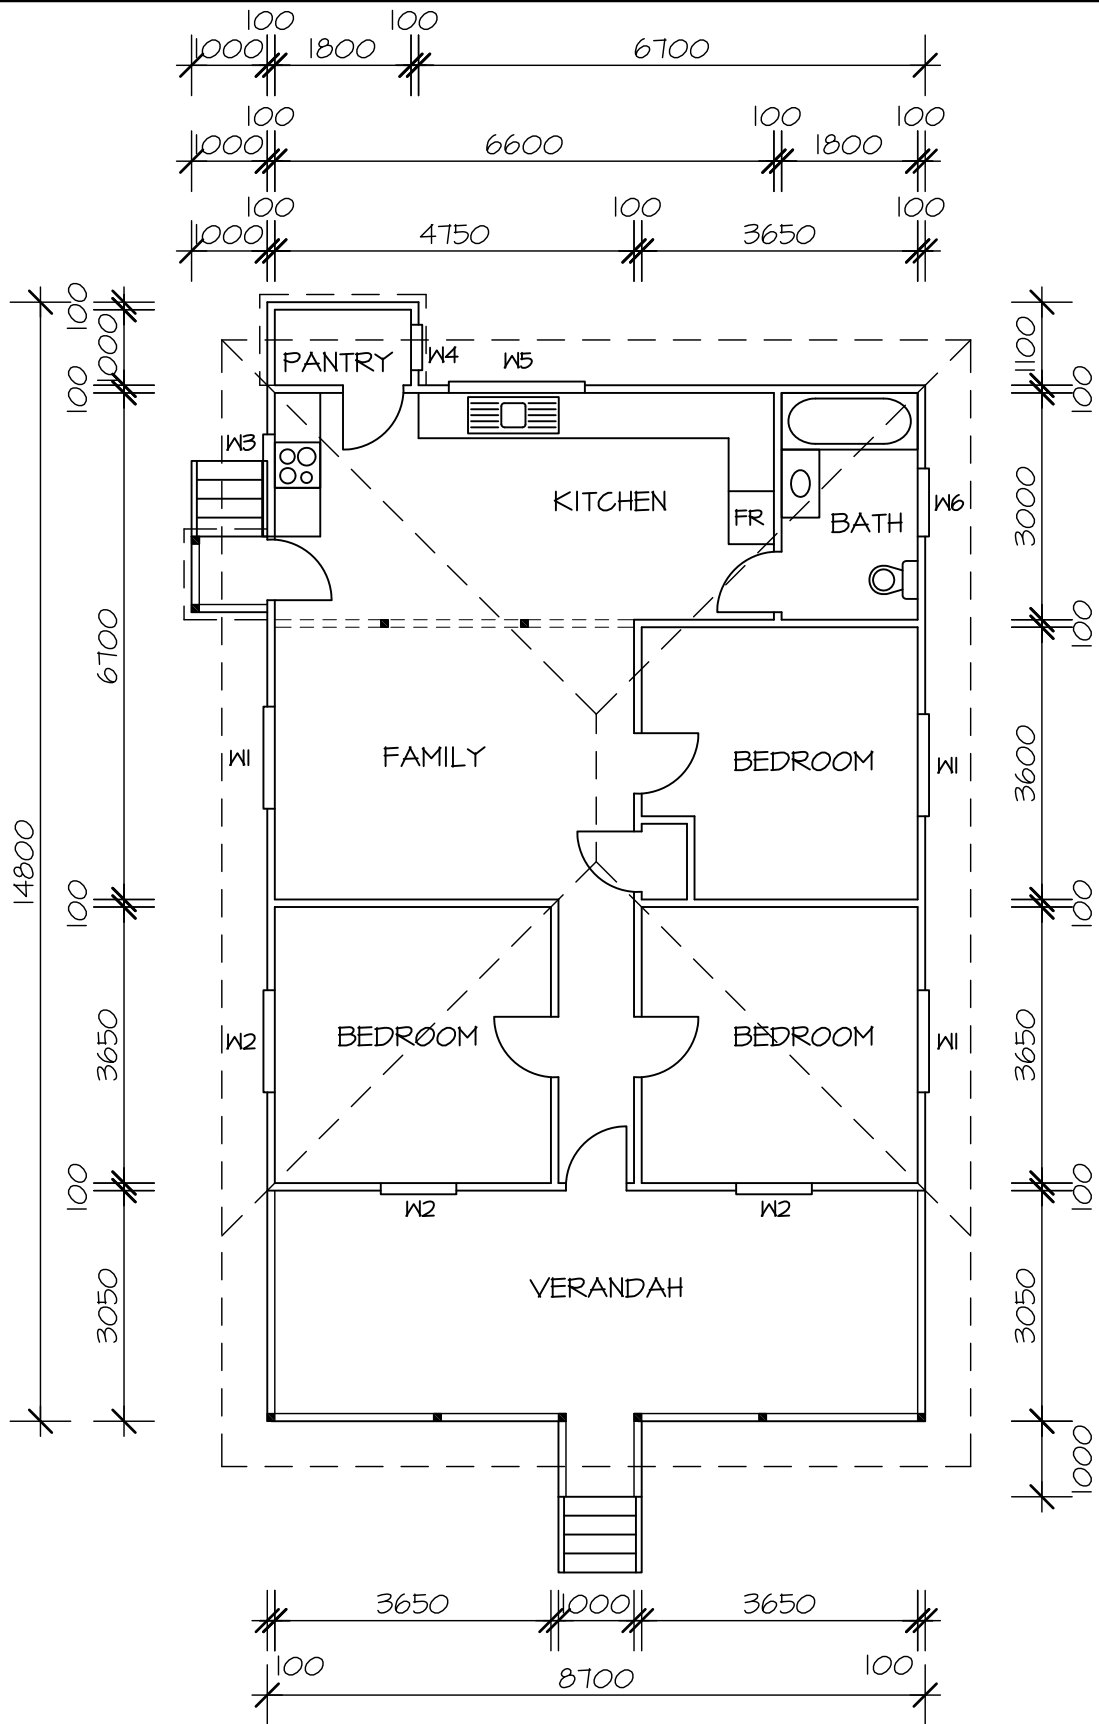 100 100
1000 1800 6700
100 100 100
1000 6600 1800
100 100 100
1000 4750 3650
100
1000
100
6700
100
3650
100
3050
14800
1100
100
3000
100
3600
100
3650
100
3050
1000
PANTRY
W4
W5
W3
KITCHEN
FR
BATH
W6
FAMILY
W1
BEDROOM
W1
W2
BEDROOM
BEDROOM
W1
W2
W2
VERANDAH
3650 1000 3650
100 100
8700